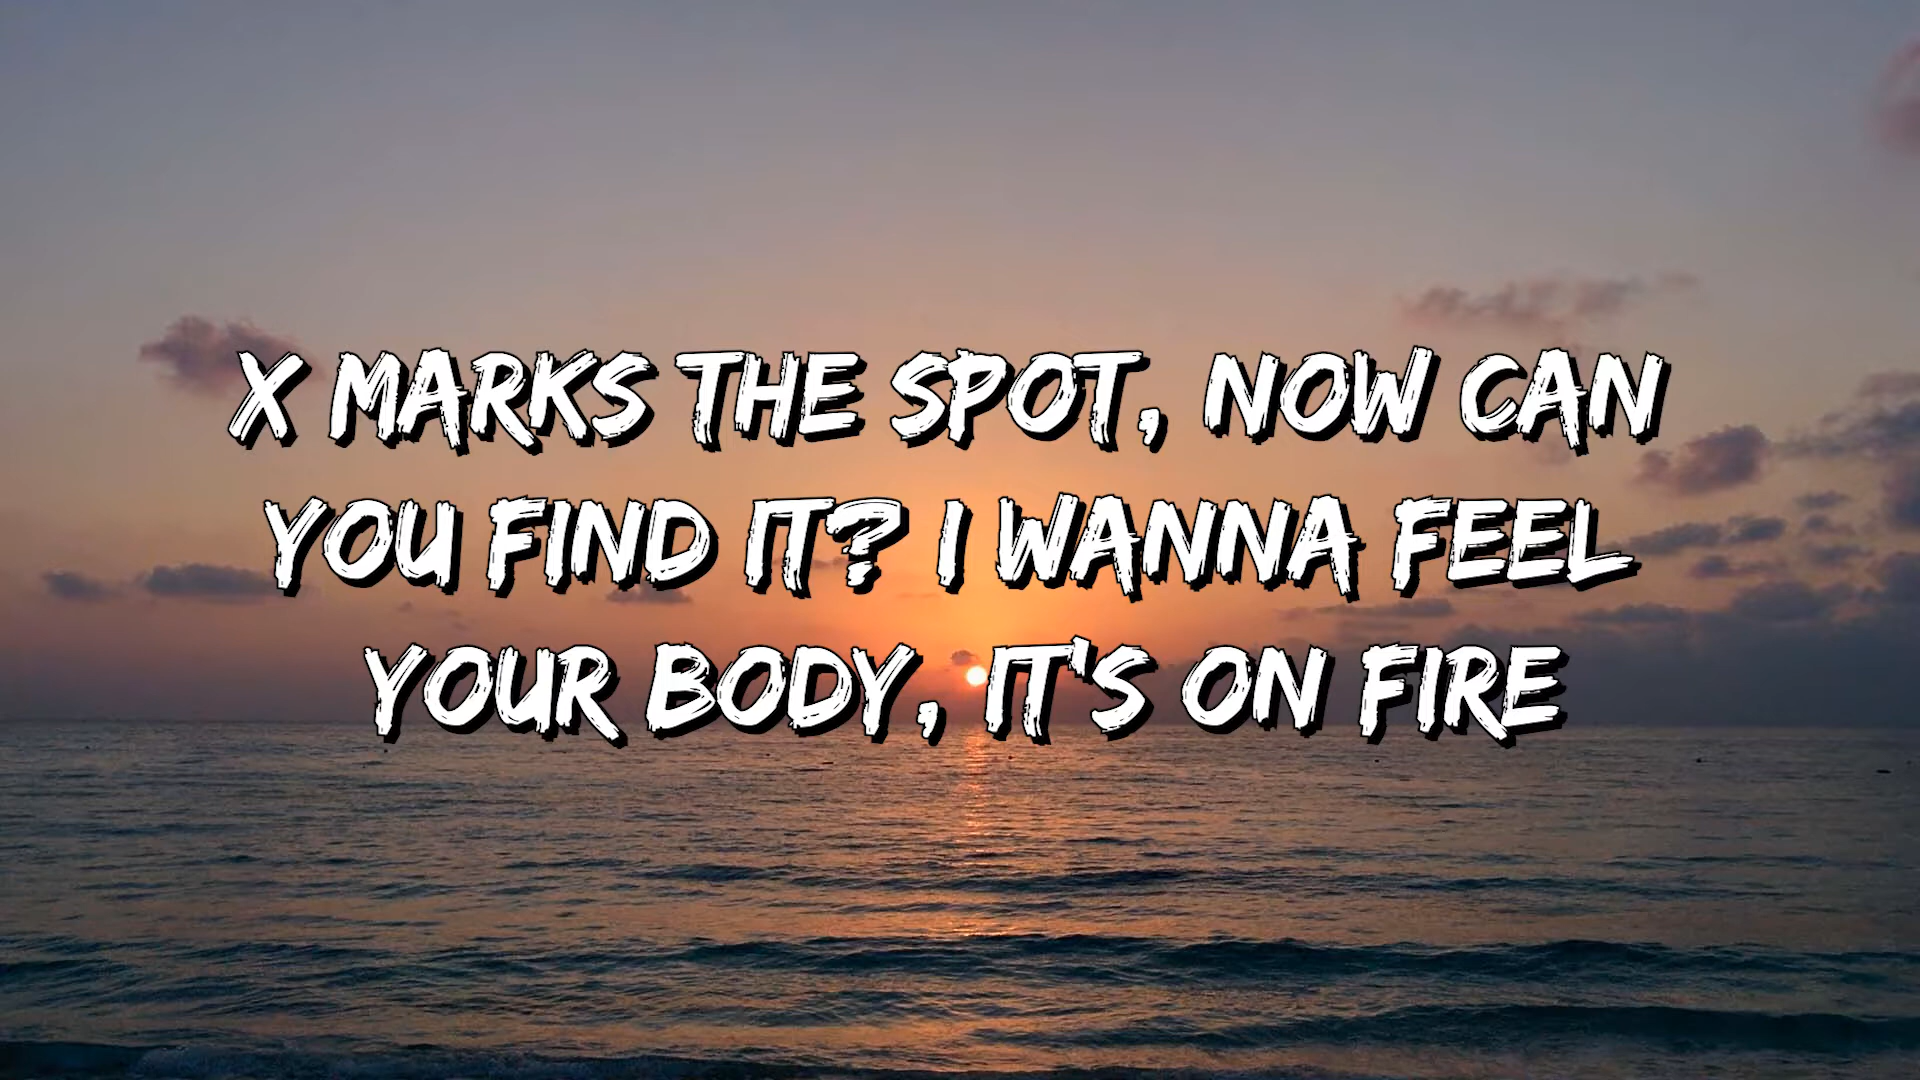 X MARKS THE SPOT, NOW CAN
YOU FIND IT? I WANNA FEEL
YOUR BODY, IT'S ON FIRE